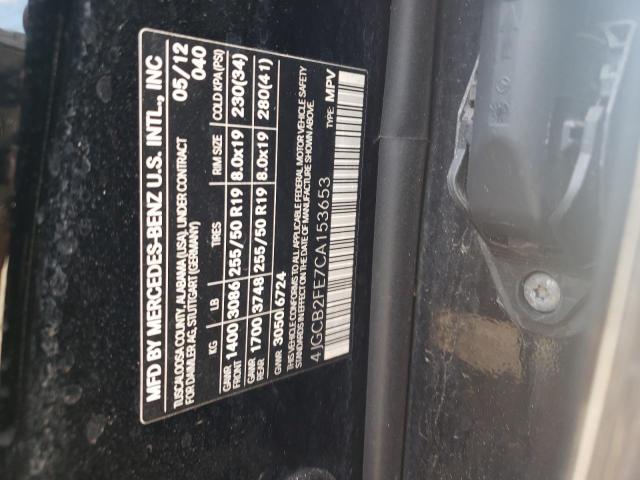 MFD BY MERCEDES-BENZ U.S. INTL., INC
TUSCALOOSA COUNTY, ALABAMA (USA), UNDER CONTRACT 05/12
FOR DAIMLER AG, STUTTGART (GERMANY) 040
KG LB TIRES RIM SIZE COLD KPA(PSI)
GAWR FRONT 1400 3086 255/50 R19 8.0x19 230(34)
GAWR REAR 1700 3748 255/50 R19 8.0x19 280(41)
GVWR 3050 6724
THIS VEHICLE CONFORMS TO ALL APPLICABLE FEDERAL MOTOR VEHICLE SAFETY
STANDARDS IN EFFECT ON THE DATE OF MANUFACTURE SHOWN ABOVE.
4JGCB2FE7CA153653 TYPE: MPV